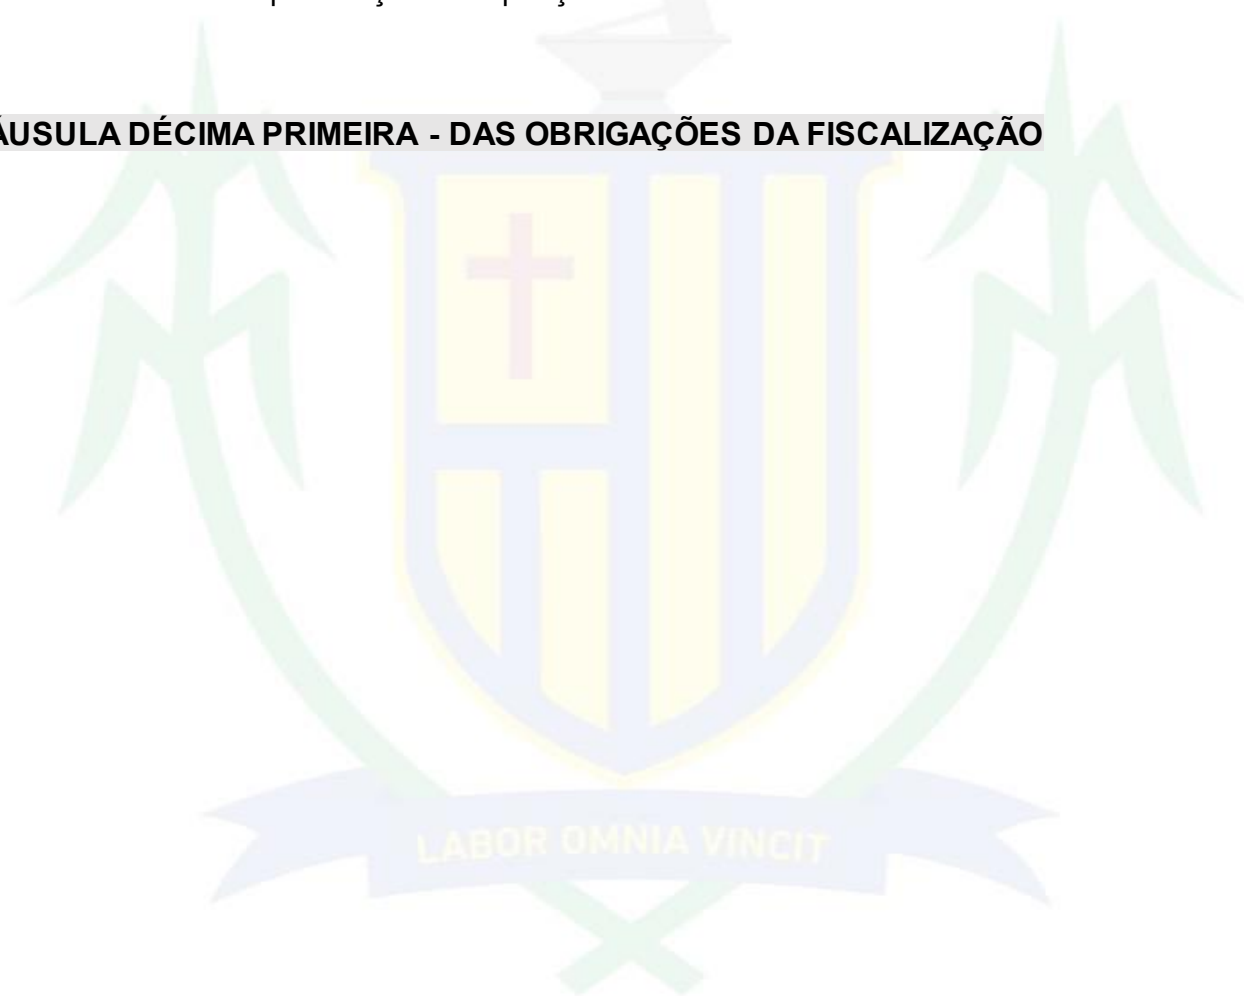 ÁUSULA DÉCIMA PRIMEIRA - DAS OBRIGAÇÕES DA FISCALIZAÇÃO
LABOR OMNIA VINCIT